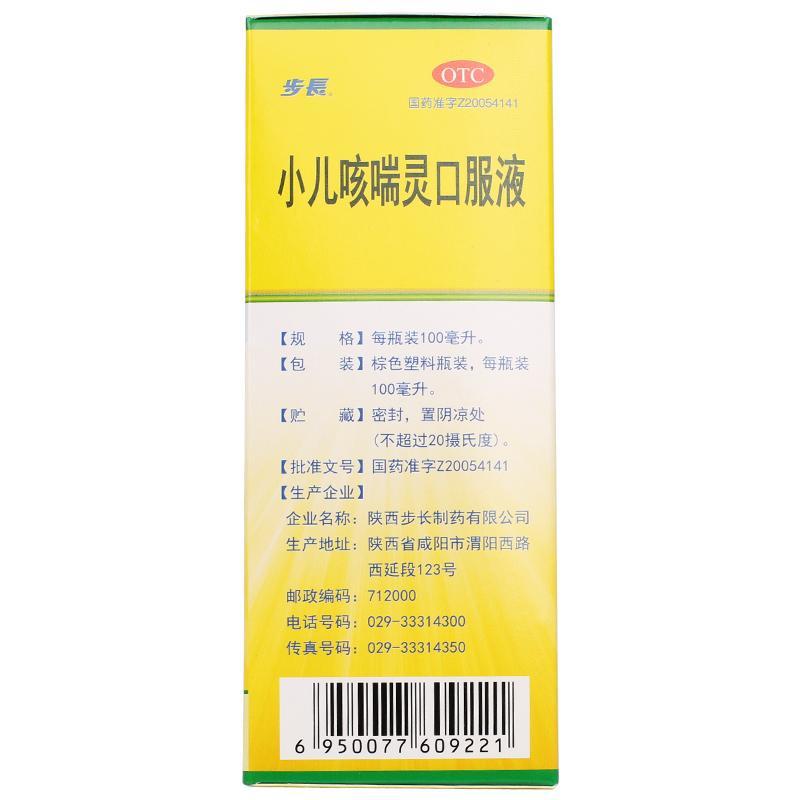 步長®
OTC
国药准字Z20054141
小儿咳喘灵口服液
【规　格】每瓶装100毫升。
【包　装】棕色塑料瓶装，每瓶装
100毫升。
【贮　藏】密封，置阴凉处
(不超过20摄氏度)。
【批准文号】国药准字Z20054141
【生产企业】
企业名称：陕西步长制药有限公司
生产地址：陕西省咸阳市渭阳西路
西延段123号
邮政编码：712000
电话号码：029-33314300
传真号码：029-33314350
6 950077 609221